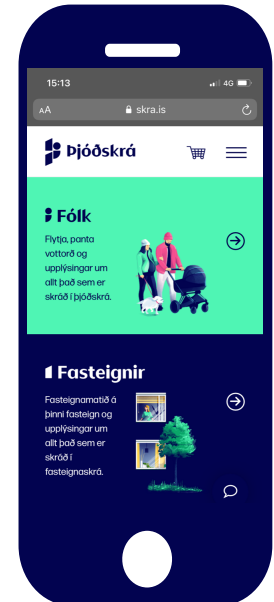 15:13
4G
AA
skra.is
Þjóðskrá
Fólk
Flytja, panta
vottorð og
upplýsingar um
allt það sem er
skráð í þjóðskrá.
Fasteignir
Fasteignamatið á
þinni fasteign og
upplýsingar um
allt það sem er
skráð í
fasteignaskrá.